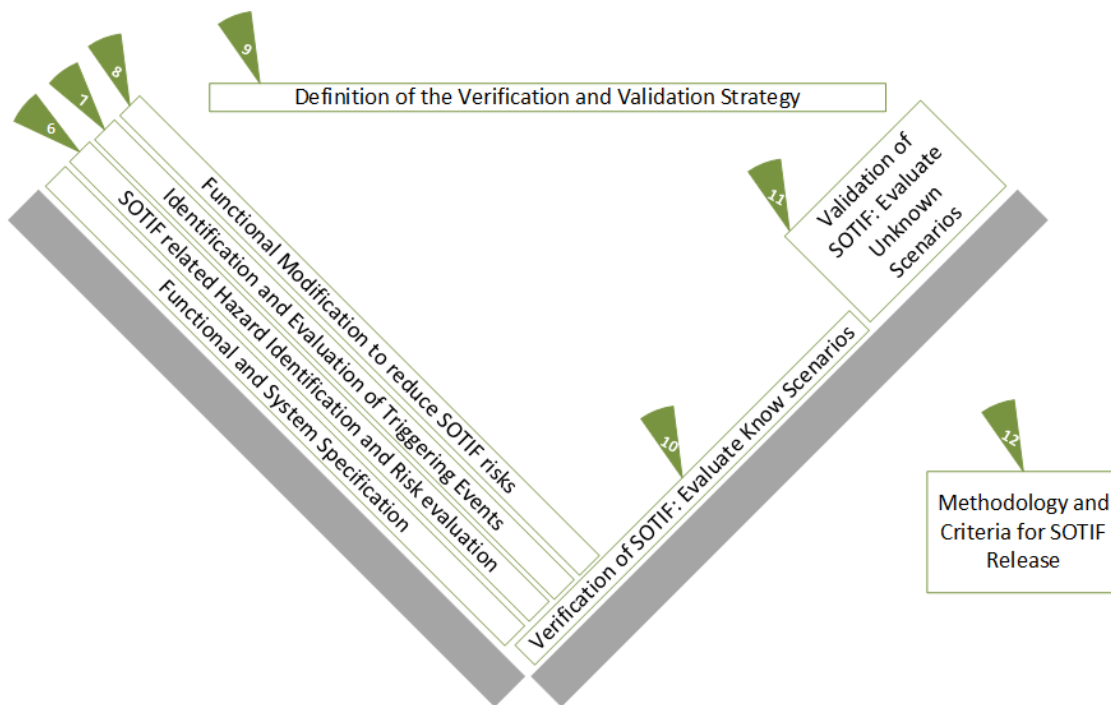 9
Definition of the Verification and Validation Strategy
8
7
6
Functional Modification to reduce SOTIF risks
Identification and Evaluation of Triggering Events
SOTIF related Hazard Identification and Risk evaluation
Functional and System Specification
11
Validation of
SOTIF: Evaluate
Unknown
Scenarios
10
Verification of SOTIF: Evaluate Know Scenarios
12
Methodology and
Criteria for SOTIF
Release